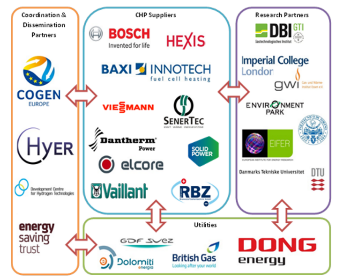 Coordination &
Dissemination
Partners
COGEN
EUROPE
HYER
Development Centre
for Hydrogen Technologies
energy
saving
trust
CHP Suppliers
BOSCH
Invented for life
HEXIS
BAXI INNOTECH
fuel cell heating
VIESMANN
SENERTEC
Dantherm
Power
SOLID
POWER
elcore
Vaillant
RBZ
Research Partners
DBI GTI
Imperial College
London
gwi
ENVIRONMENT
PARK
EIFER
Danmarks Tekniske Universitet
DTU
Utilities
GDF SUEZ
Dolomiti
energia
British Gas
Looking after your world
DONG
energy